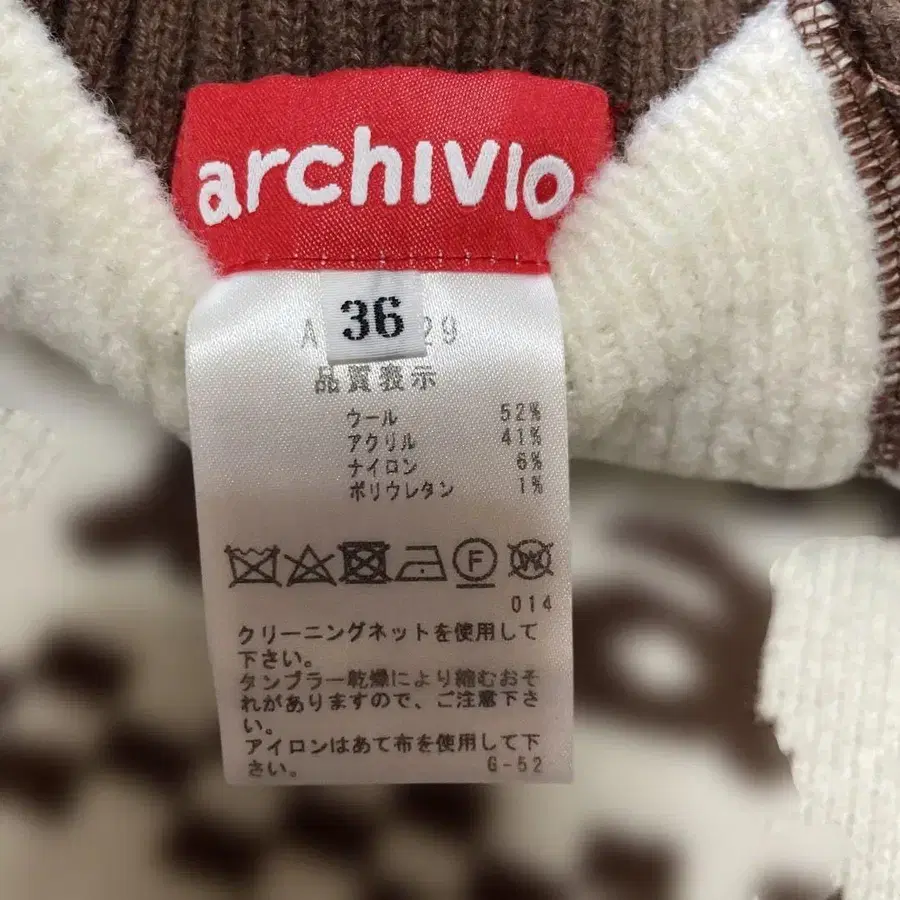 archivio
36
A 29
品質表示
ウール 52%
アクリル 41%
ナイロン 6%
ポリウレタン 1%
F W
014
クリーニングネットを使用して
下さい。
タンブラー乾燥により縮むおそ
れがありますので、ご注意下さ
い。
アイロンはあて布を使用して下
さい。 G-52